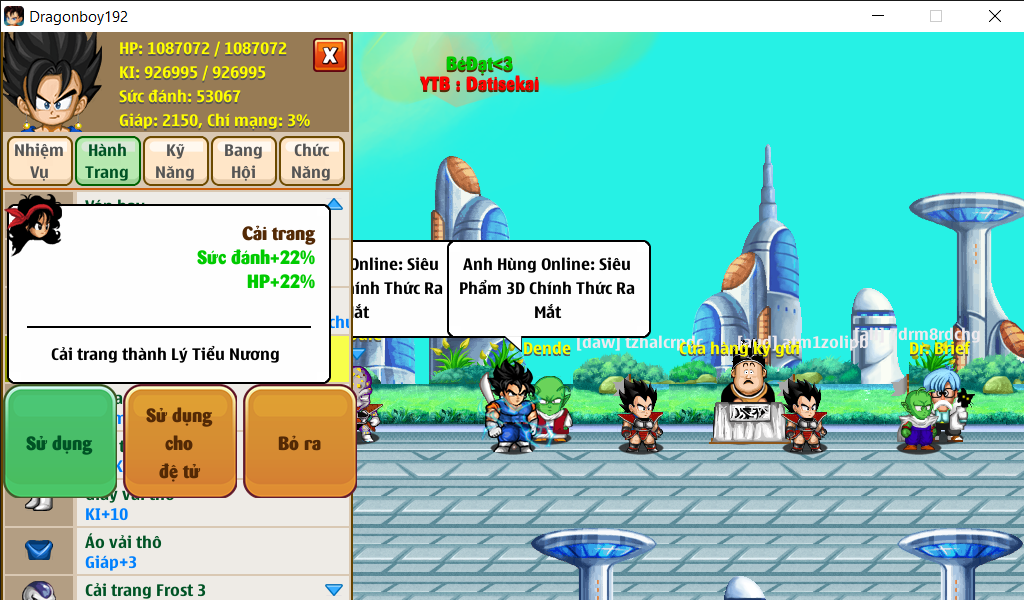 Dragonboy192
HP: 1087072 / 1087072
KI: 926995 / 926995
Sức đánh: 53067
Giáp: 2150, Chí mạng: 3%
X
Nhiệm
Vụ
Hành
Trang
Kỹ
Năng
Bang
Hội
Chức
Năng
Cải trang
Sức đánh+22%
HP+22%
Cải trang thành Lý Tiểu Nương
Sử dụng
Sử dụng
cho
đệ tử
Bỏ ra
KI+10
Áo vải thô
Giáp+3
Cải trang Frost 3
BéĐạt<3
YTB : Datisekai
Online: Siêu
Thức Ra
Anh Hùng Online: Siêu
Phẩm 3D Chính Thức Ra
Mắt
Dende
[daw]
Cửa hàng ký gửi
Dr. Brief